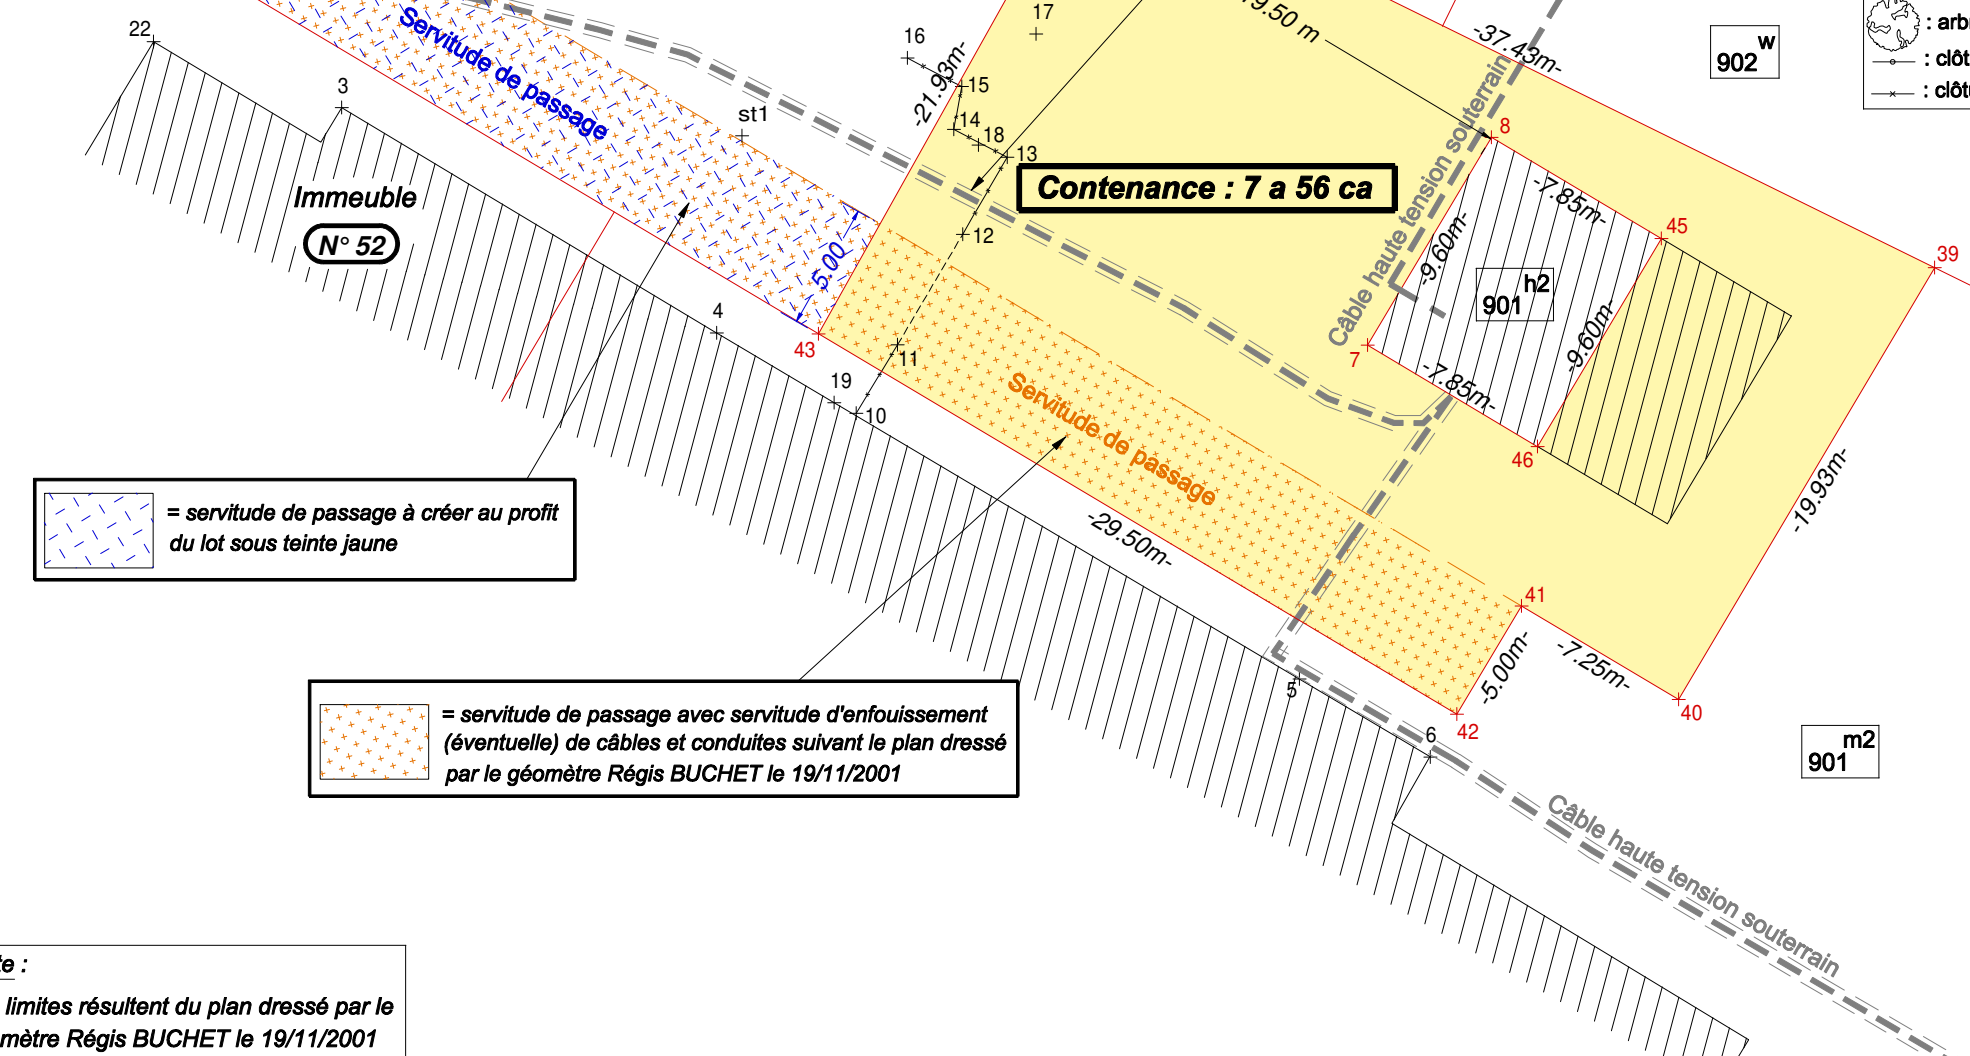 22
3
Servitude de passage
st1
16
17
-21.93m-
15
14
18
13
12
9.50 m
-37.43m-
902 w
: arb
: clôt
: clôt
Immeuble
N° 52
Contenance : 7 a 56 ca
Câble haute tension souterrain
8
-7.85m-
45
39
-9.60m-
901 h2
-9.60m-
7
-7.85m-
46
5.00
43
4
19
10
11
Servitude de passage
-29.50m-
-19.93m-
= servitude de passage à créer au profit
du lot sous teinte jaune
41
-5.00m-
-7.25m-
40
42
5
6
= servitude de passage avec servitude d'enfouissement
(éventuelle) de câbles et conduites suivant le plan dressé
par le géomètre Régis BUCHET le 19/11/2001
901 m2
Câble haute tension souterrain
te :
limites résultent du plan dressé par le
mètre Régis BUCHET le 19/11/2001